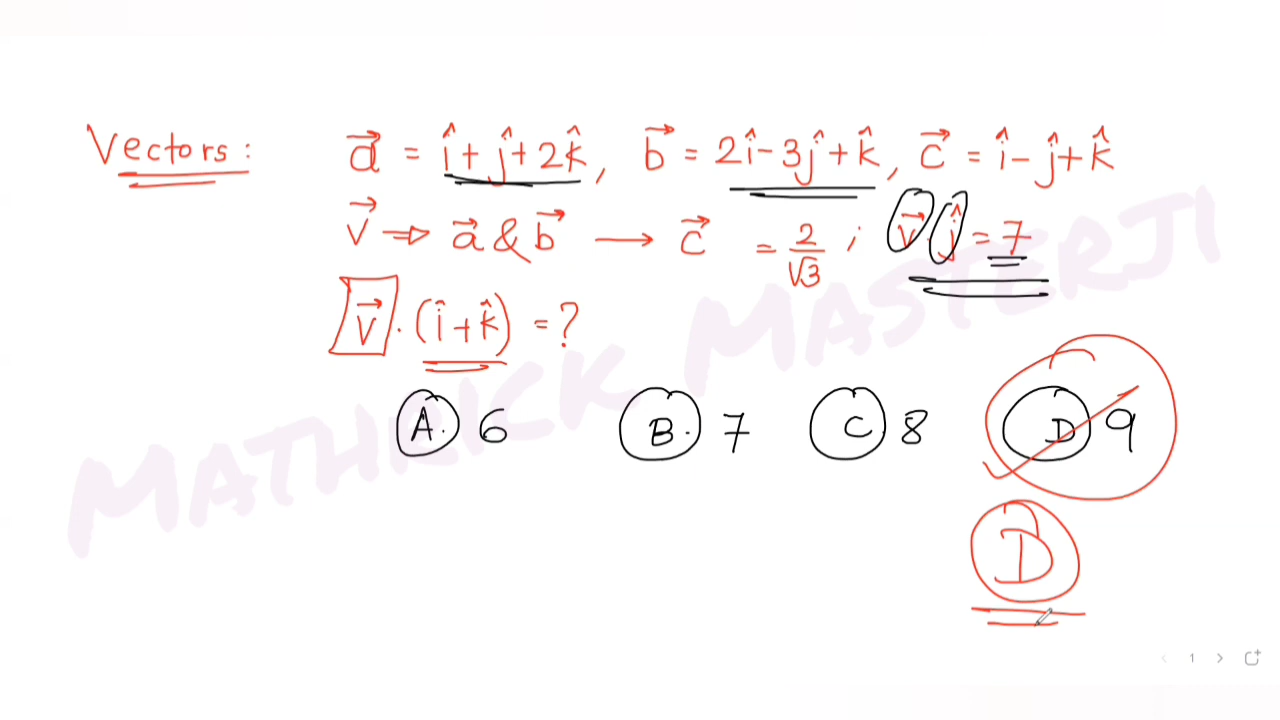 Vectors: a⃗ = î + ĵ + 2k̂, b⃗ = 2î - 3ĵ + k̂, c⃗ = î - ĵ + k̂
v⃗ ⇒ a⃗ & b⃗ → c⃗ = 2/√3 ; v⃗.ĵ = 7
v⃗.(î + k̂) = ?
A. 6 B. 7 C 8 D 9
D
MATHRICK MASTERJI
1